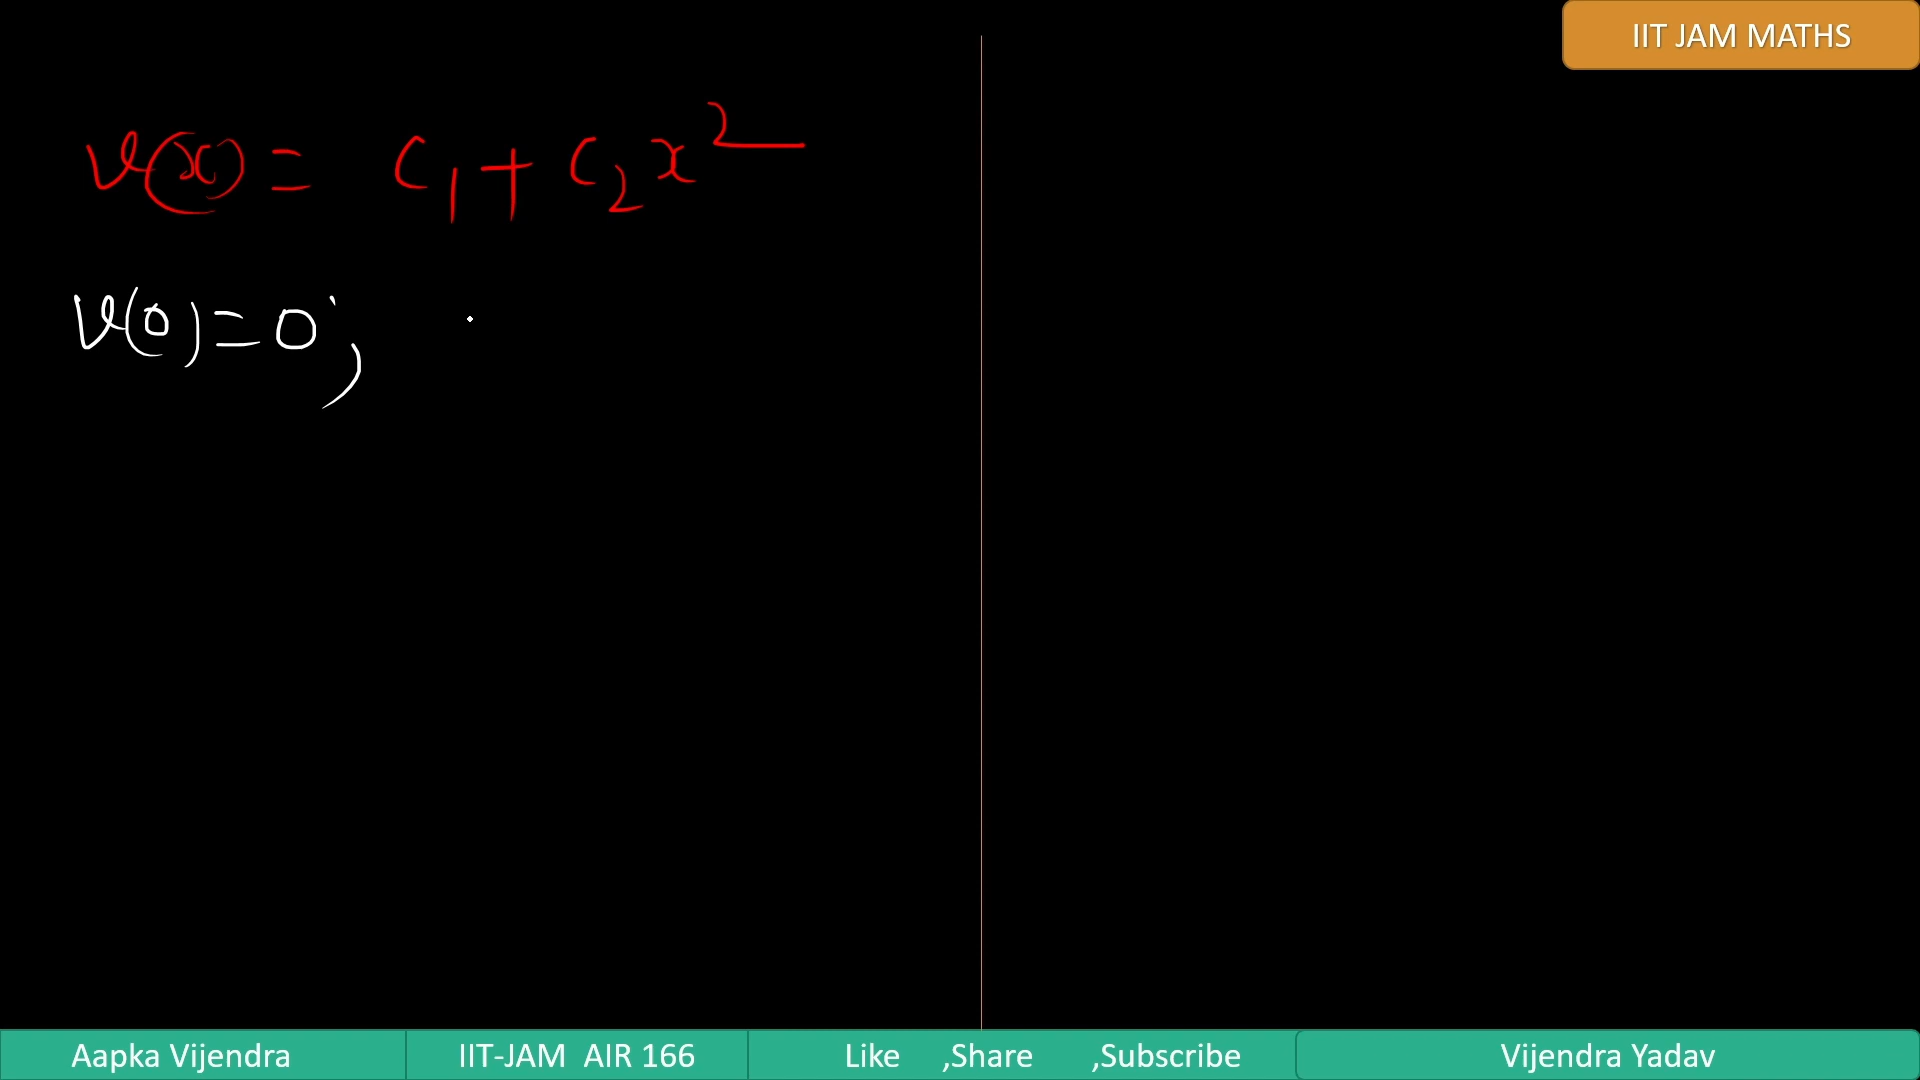 IIT JAM MATHS
v(x) = c₁ + c₂x²
v(0) = 0,
Aapka Vijendra
IIT-JAM AIR 166
Like ,Share ,Subscribe
Vijendra Yadav